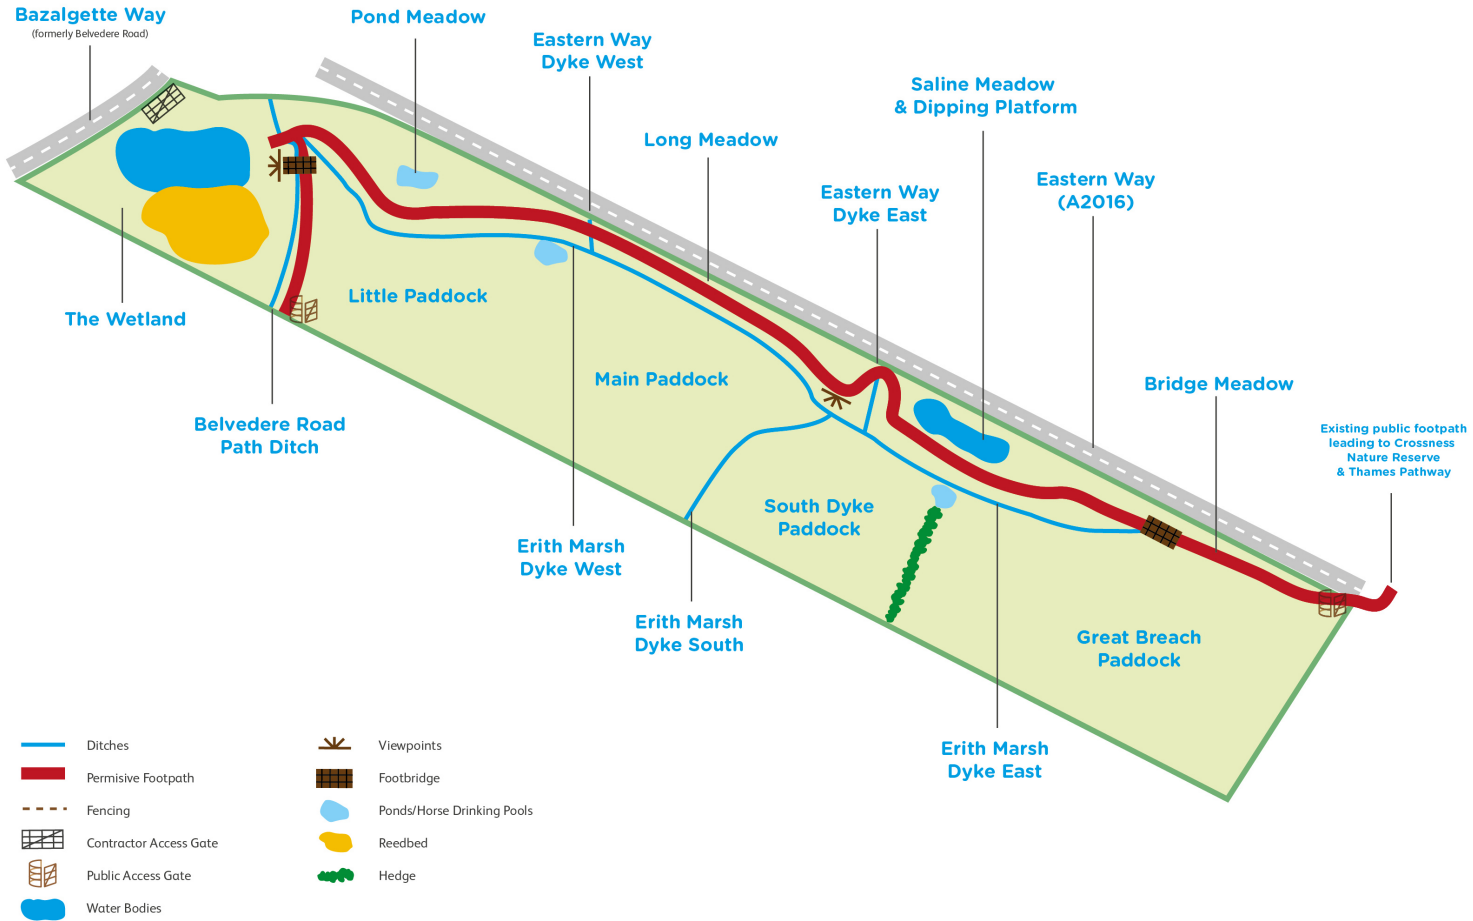 Bazalgette Way
(formerly Belvedere Road)
Pond Meadow
Eastern Way
Dyke West
Long Meadow
Saline Meadow
& Dipping Platform
Eastern Way
Dyke East
Eastern Way
(A2016)
Bridge Meadow
Existing public footpath
leading to Crossness
Nature Reserve
& Thames Pathway
The Wetland
Little Paddock
Main Paddock
Belvedere Road
Path Ditch
South Dyke
Paddock
Erith Marsh
Dyke West
Erith Marsh
Dyke South
Great Breach
Paddock
Erith Marsh
Dyke East
Ditches
Permisive Footpath
Fencing
Contractor Access Gate
Public Access Gate
Water Bodies
Viewpoints
Footbridge
Ponds/Horse Drinking Pools
Reedbed
Hedge